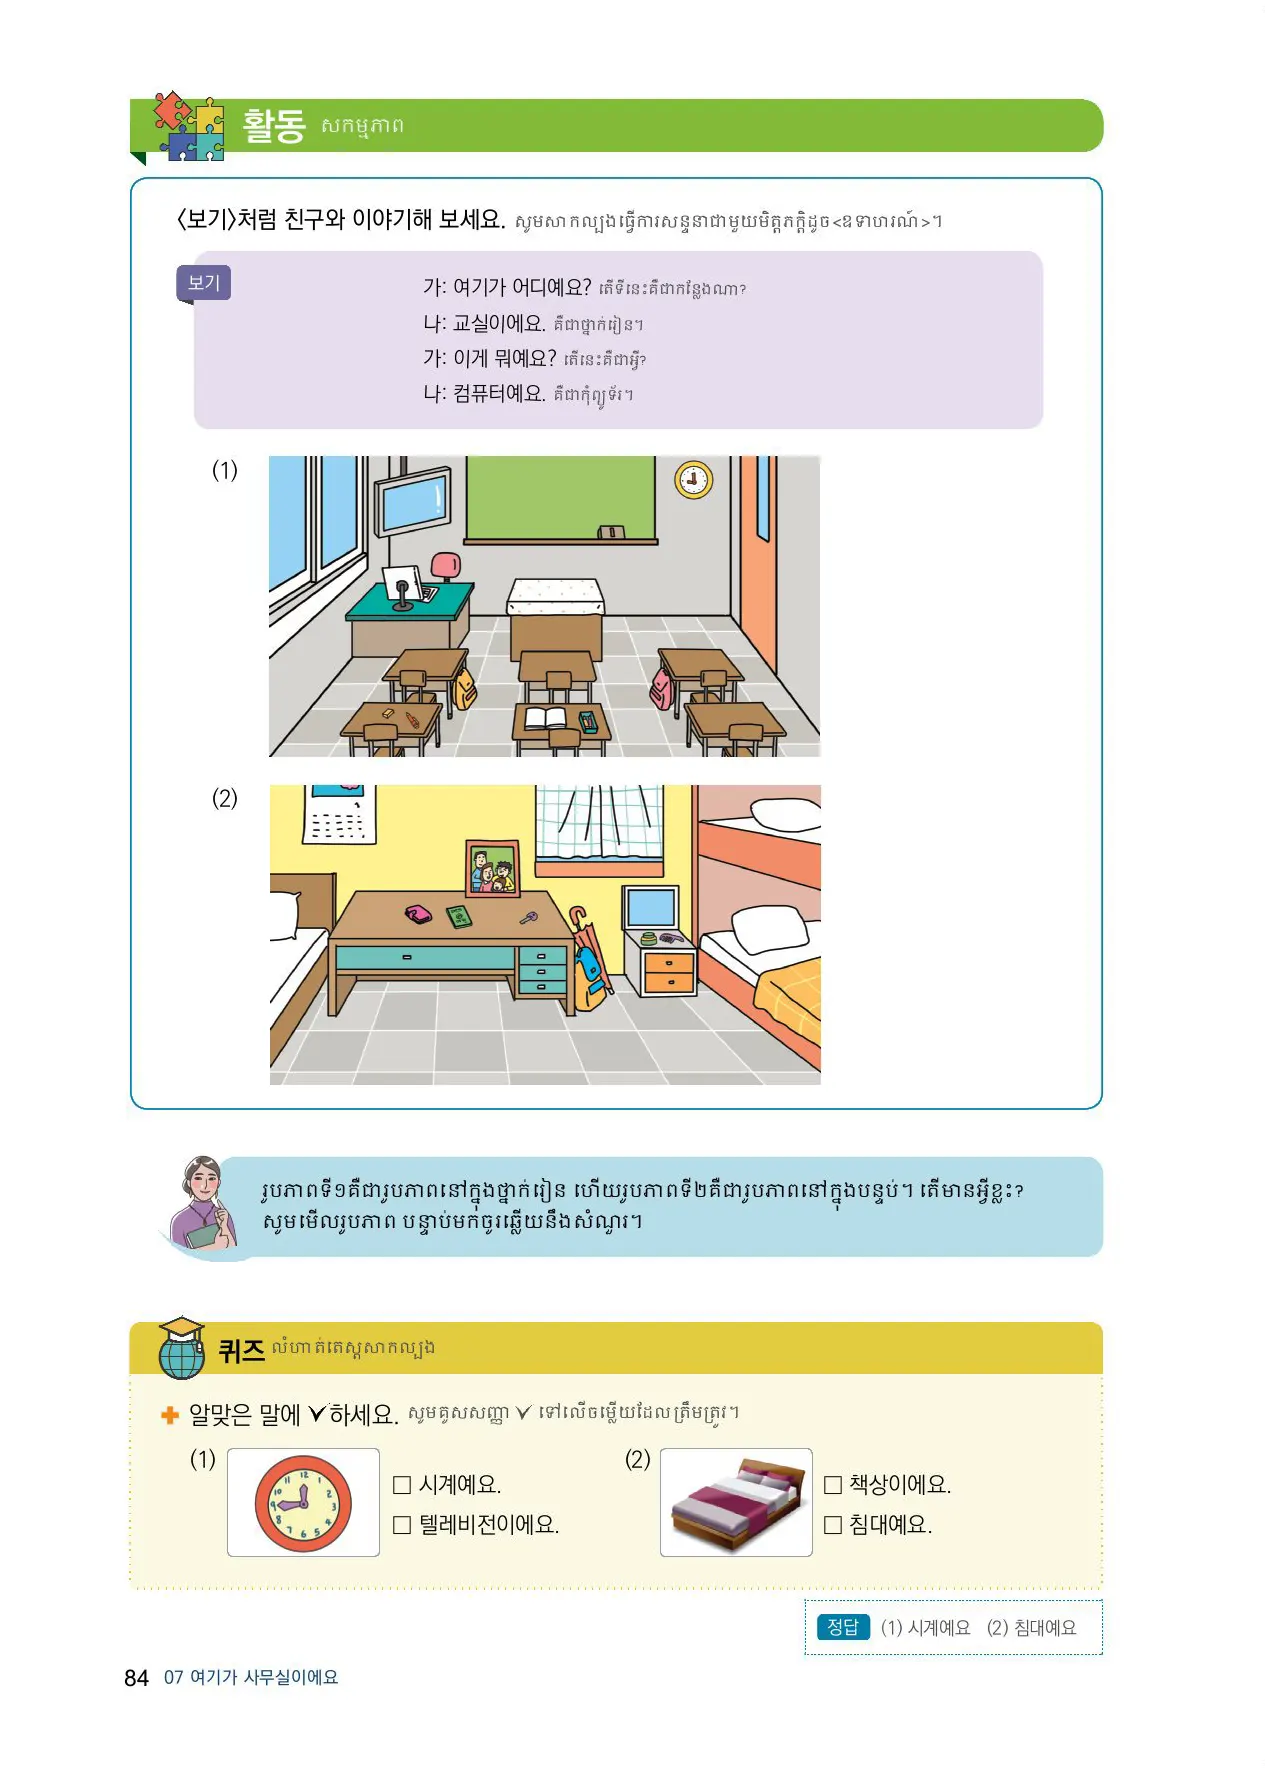 활동 សកម្មភាព
<보기>처럼 친구와 이야기해 보세요. សូមសាកល្បងធ្វើការសន្ទនាជាមួយមិត្តភក្តិដូច<ឧទាហរណ៍>។
보기
가: 여기가 어디예요? តើទីនេះគឺជាកន្លែងណា?
나: 교실이에요. គឺជាថ្នាក់រៀន។
가: 이게 뭐예요? តើនេះគឺជាអ្វី?
나: 컴퓨터예요. គឺជាកុំព្យូទ័រ។
(1)
(2)
រូបភាពទី១គឺជារូបភាពនៅក្នុងថ្នាក់រៀន ហើយរូបភាពទី២គឺជារូបភាពនៅក្នុងបន្ទប់។ តើមានអ្វីខ្លះ?
សូមមើលរូបភាព បន្ទាប់មកចូរឆ្លើយនឹងសំណួរ។
퀴즈 លំហាត់តេស្តសាកល្បង
알맞은 말에 ✓하세요. សូមគូសសញ្ញា ✓ ទៅលើចម្លើយដែលត្រឹមត្រូវ។
(1)
12 1 2 3 4 5 6 7 8 9 10 11
□ 시계예요.
□ 텔레비전이에요.
(2)
□ 책상이에요.
□ 침대예요.
정답 (1) 시계예요 (2) 침대예요
84 07 여기가 사무실이에요